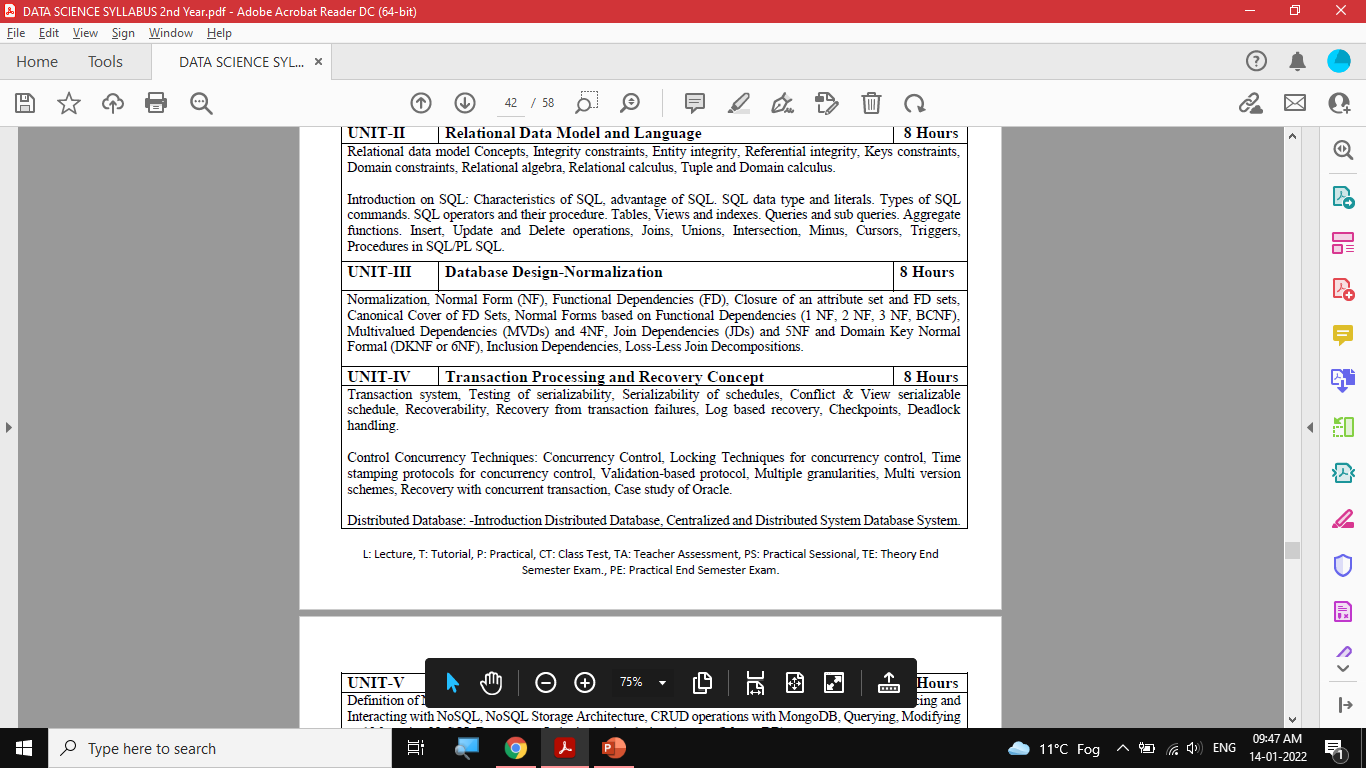 DATA SCIENCE SYLLABUS 2nd Year.pdf - Adobe Acrobat Reader DC (64-bit)
File Edit View Sign Window Help
Home Tools DATA SCIENCE SYL... ×
42 / 58
UNIT-II Relational Data Model and Language 8 Hours
Relational data model Concepts, Integrity constraints, Entity integrity, Referential integrity, Keys constraints,
Domain constraints, Relational algebra, Relational calculus, Tuple and Domain calculus.
Introduction on SQL: Characteristics of SQL, advantage of SQL. SQL data type and literals. Types of SQL
commands. SQL operators and their procedure. Tables, Views and indexes. Queries and sub queries. Aggregate
functions. Insert, Update and Delete operations, Joins, Unions, Intersection, Minus, Cursors, Triggers,
Procedures in SQL/PL SQL.
UNIT-III Database Design-Normalization 8 Hours
Normalization, Normal Form (NF), Functional Dependencies (FD), Closure of an attribute set and FD sets,
Canonical Cover of FD Sets, Normal Forms based on Functional Dependencies (1 NF, 2 NF, 3 NF, BCNF),
Multivalued Dependencies (MVDs) and 4NF, Join Dependencies (JDs) and 5NF and Domain Key Normal
Formal (DKNF or 6NF), Inclusion Dependencies, Loss-Less Join Decompositions.
UNIT-IV Transaction Processing and Recovery Concept 8 Hours
Transaction system, Testing of serializability, Serializability of schedules, Conflict & View serializable
schedule, Recoverability, Recovery from transaction failures, Log based recovery, Checkpoints, Deadlock
handling.
Control Concurrency Techniques: Concurrency Control, Locking Techniques for concurrency control, Time
stamping protocols for concurrency control, Validation-based protocol, Multiple granularities, Multi version
schemes, Recovery with concurrent transaction, Case study of Oracle.
Distributed Database: -Introduction Distributed Database, Centralized and Distributed System Database System.
L: Lecture, T: Tutorial, P: Practical, CT: Class Test, TA: Teacher Assessment, PS: Practical Sessional, TE: Theory End
Semester Exam., PE: Practical End Semester Exam.
UNIT-V Hours
75%
Definition of cing and
Interacting with NoSQL, NoSQL Storage Architecture, CRUD operations with MongoDB, Querying, Modifying
Type here to search
11°C Fog ENG 09:47 AM
14-01-2022 1